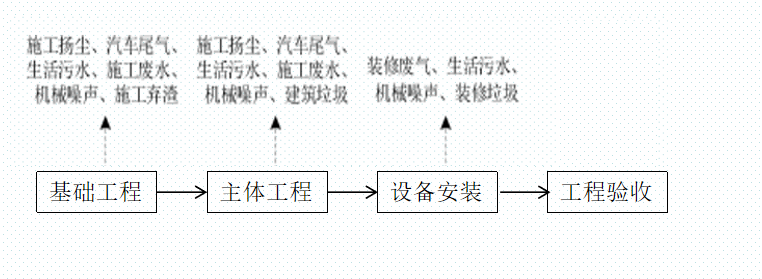 施工扬尘、汽车尾气、
生活污水、施工废水、
机械噪声、施工弃渣
施工扬尘、汽车尾气、
生活污水、施工废水、
机械噪声、建筑垃圾
装修废气、生活污水、
机械噪声、装修垃圾
基础工程
主体工程
设备安装
工程验收